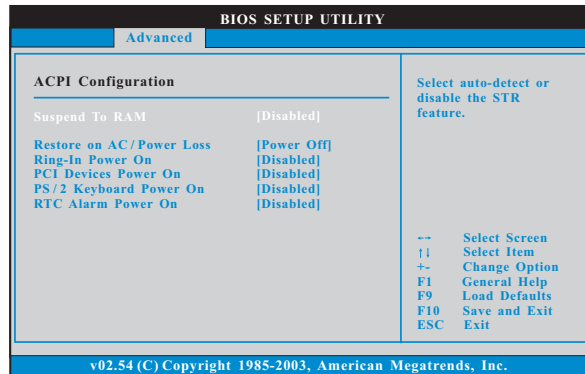 BIOS SETUP UTILITY
Advanced
ACPI Configuration
Suspend To RAM [Disabled]
Restore on AC / Power Loss [Power Off]
Ring-In Power On [Disabled]
PCI Devices Power On [Disabled]
PS / 2 Keyboard Power On [Disabled]
RTC Alarm Power On [Disabled]
Select auto-detect or
disable the STR
feature.
←→ Select Screen
↑↓ Select Item
+- Change Option
F1 General Help
F9 Load Defaults
F10 Save and Exit
ESC Exit
v02.54 (C) Copyright 1985-2003, American Megatrends, Inc.